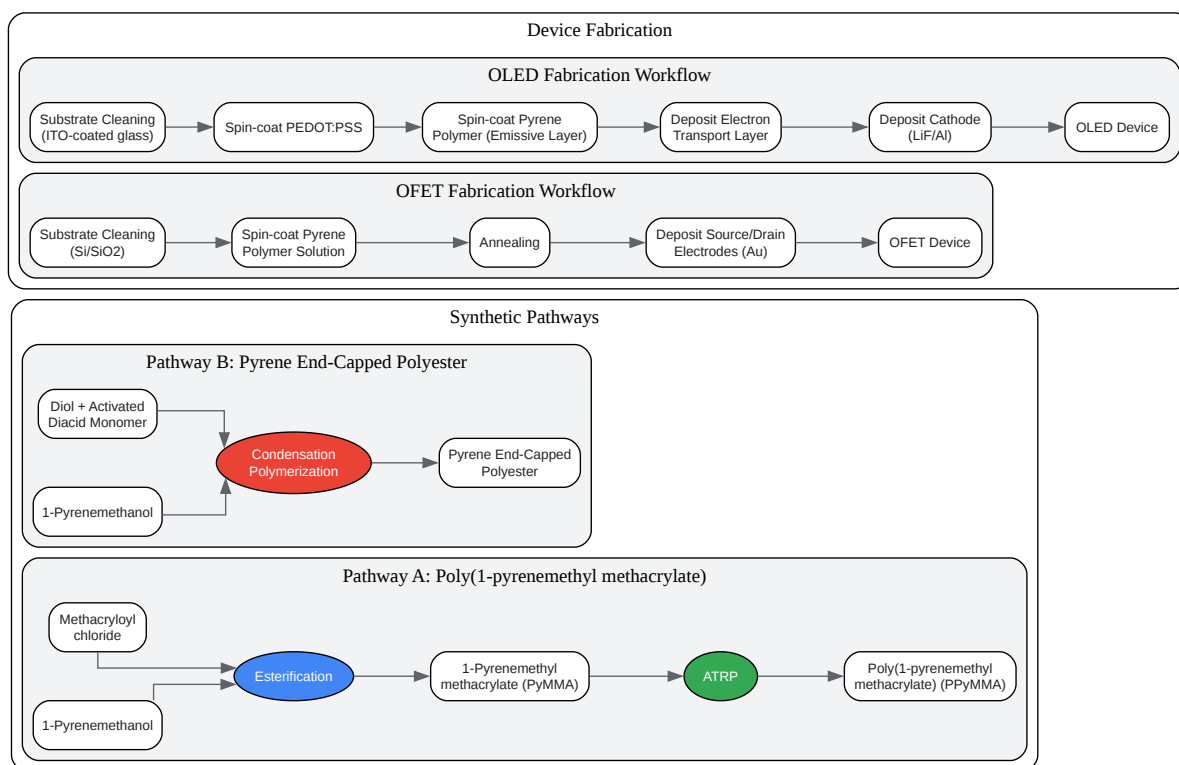 Device Fabrication
OLED Fabrication Workflow
Substrate Cleaning
(ITO-coated glass)
Spin-coat PEDOT:PSS
Spin-coat Pyrene
Polymer (Emissive Layer)
Deposit Electron
Transport Layer
Deposit Cathode
(LiF/Al)
OLED Device
OFET Fabrication Workflow
Substrate Cleaning
(Si/SiO2)
Spin-coat Pyrene
Polymer Solution
Annealing
Deposit Source/Drain
Electrodes (Au)
OFET Device
Synthetic Pathways
Pathway B: Pyrene End-Capped Polyester
Diol + Activated
Diacid Monomer
1-Pyrenemethanol
Condensation
Polymerization
Pyrene End-Capped
Polyester
Pathway A: Poly(1-pyrenemethyl methacrylate)
Methacryloyl
chloride
1-Pyrenemethanol
Esterification
1-Pyrenemethyl
methacrylate (PyMMA)
ATRP
Poly(1-pyrenemethyl
methacrylate) (PPyMMA)